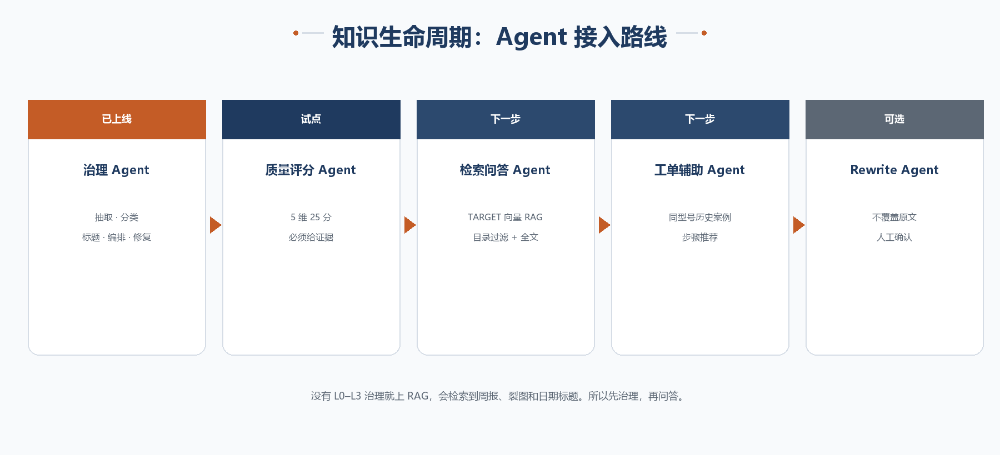 知识生命周期：Agent 接入路线
已上线
治理 Agent
抽取 · 分类
标题 · 编排 · 修复
试点
质量评分 Agent
5 维 25 分
必须给证据
下一步
检索问答 Agent
TARGET 向量 RAG
目录过滤 + 全文
下一步
工单辅助 Agent
同型号历史案例
步骤推荐
可选
Rewrite Agent
不覆盖原文
人工确认
没有 L0–L3 治理就上 RAG，会检索到周报、裂图和日期标题。所以先治理，再问答。